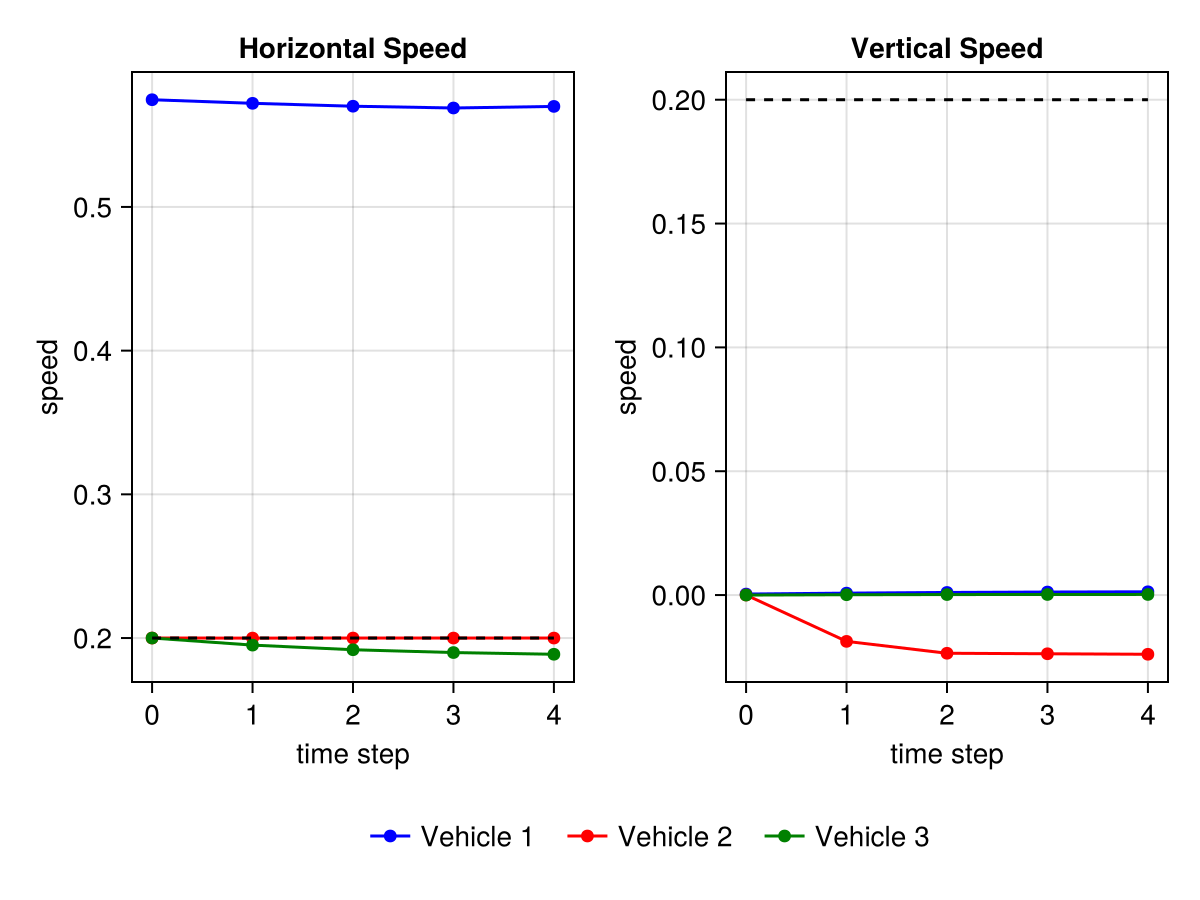 Horizontal Speed
speed
0.5
0.4
0.3
0.2
0 1 2 3 4
time step
Vertical Speed
speed
0.20
0.15
0.10
0.05
0.00
0 1 2 3 4
time step
Vehicle 1 Vehicle 2 Vehicle 3